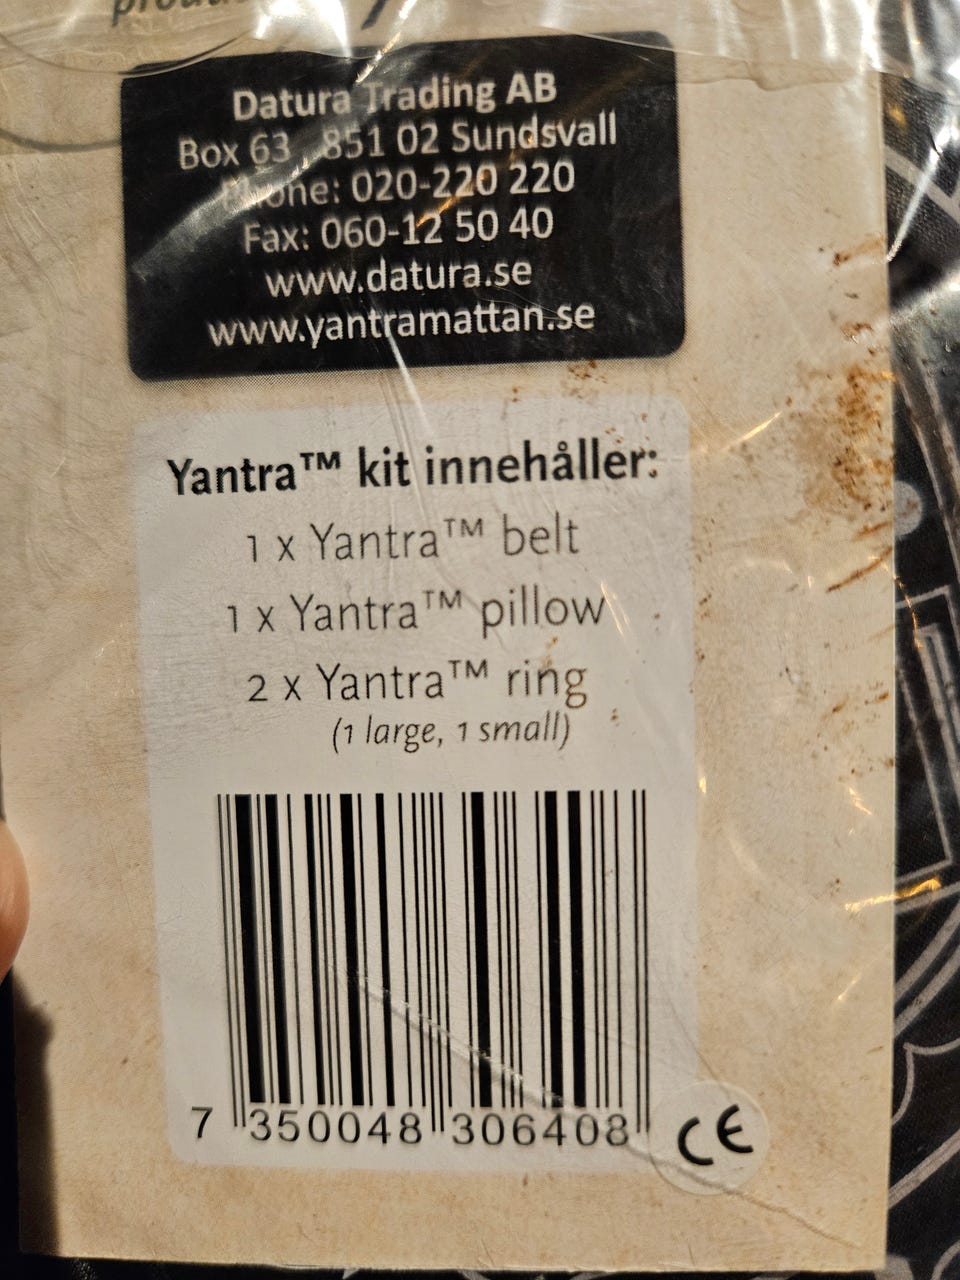 Datura Trading AB
Box 63 , 851 02 Sundsvall
Phone: 020-220 220
Fax: 060-12 50 40
www.datura.se
www.yantramattan.se
Yantra™ kit innehåller:
1 x Yantra™ belt
1 x Yantra™ pillow
2 x Yantra™ ring
(1 large, 1 small)
7 350048 306408
CE